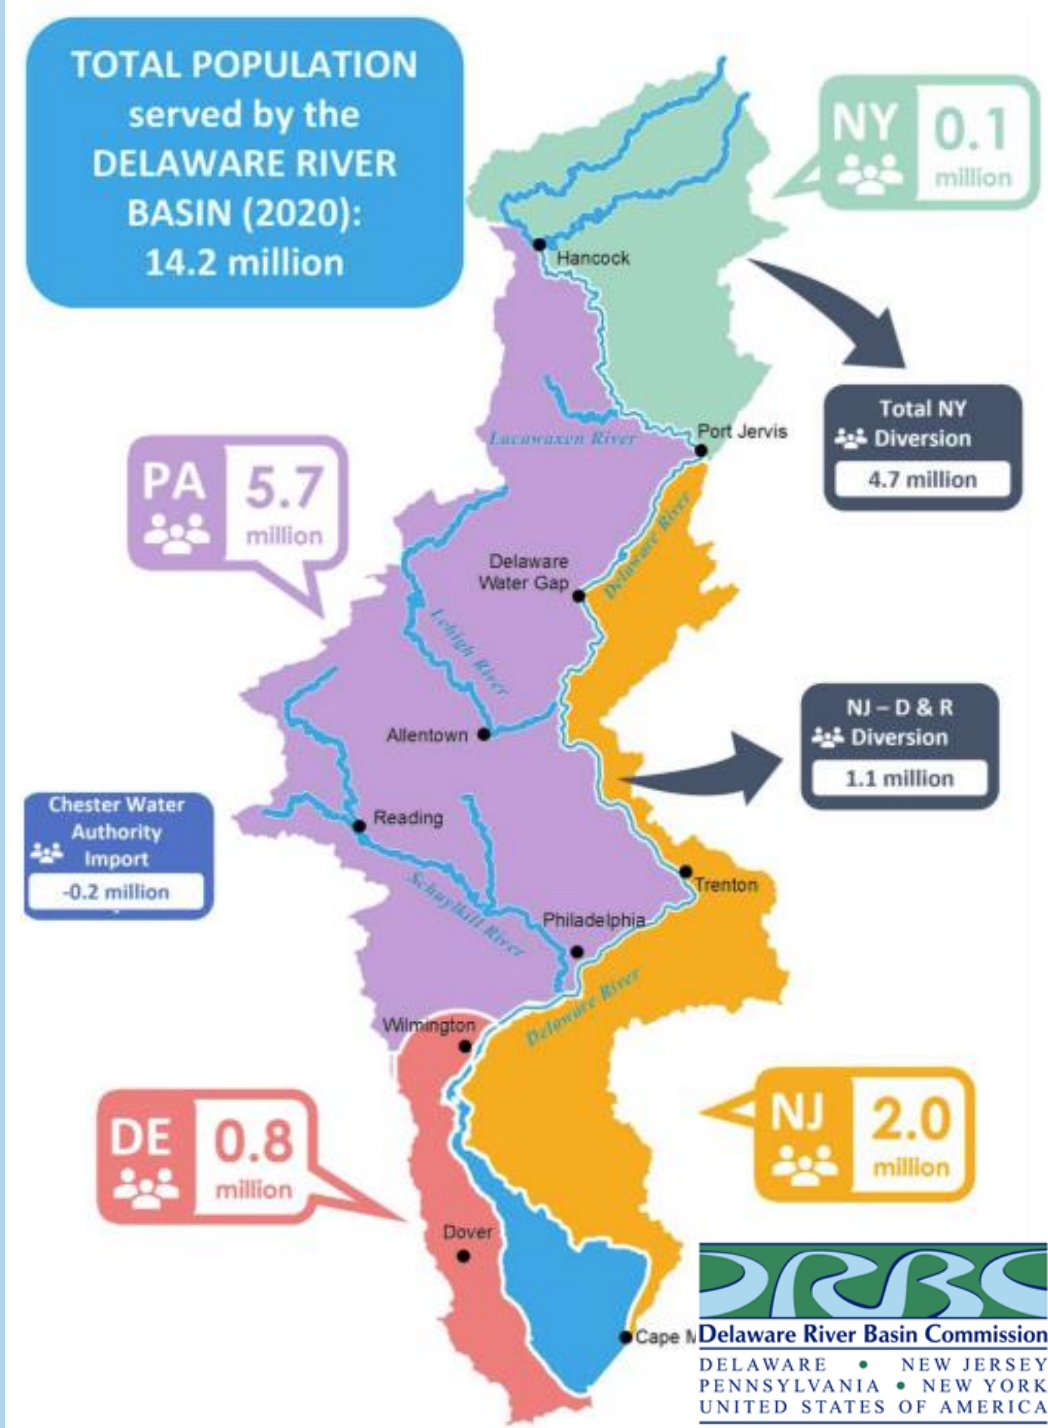 TOTAL POPULATION
served by the
DELAWARE RIVER
BASIN (2020):
14.2 million
NY
0.1
million
Hancock
Total NY
Diversion
4.7 million
Lacawaxen River
Port Jervis
PA
5.7
million
Delaware River
Delaware
Water Gap
Lehigh River
NJ – D & R
Diversion
1.1 million
Allentown
Chester Water
Authority
Import
-0.2 million
Reading
Trenton
Schuylkill River
Philadelphia
Delaware River
Wilmington
DE
0.8
million
NJ
2.0
million
Dover
Cape
DRBC
Delaware River Basin Commission
DELAWARE • NEW JERSEY
PENNSYLVANIA • NEW YORK
UNITED STATES OF AMERICA